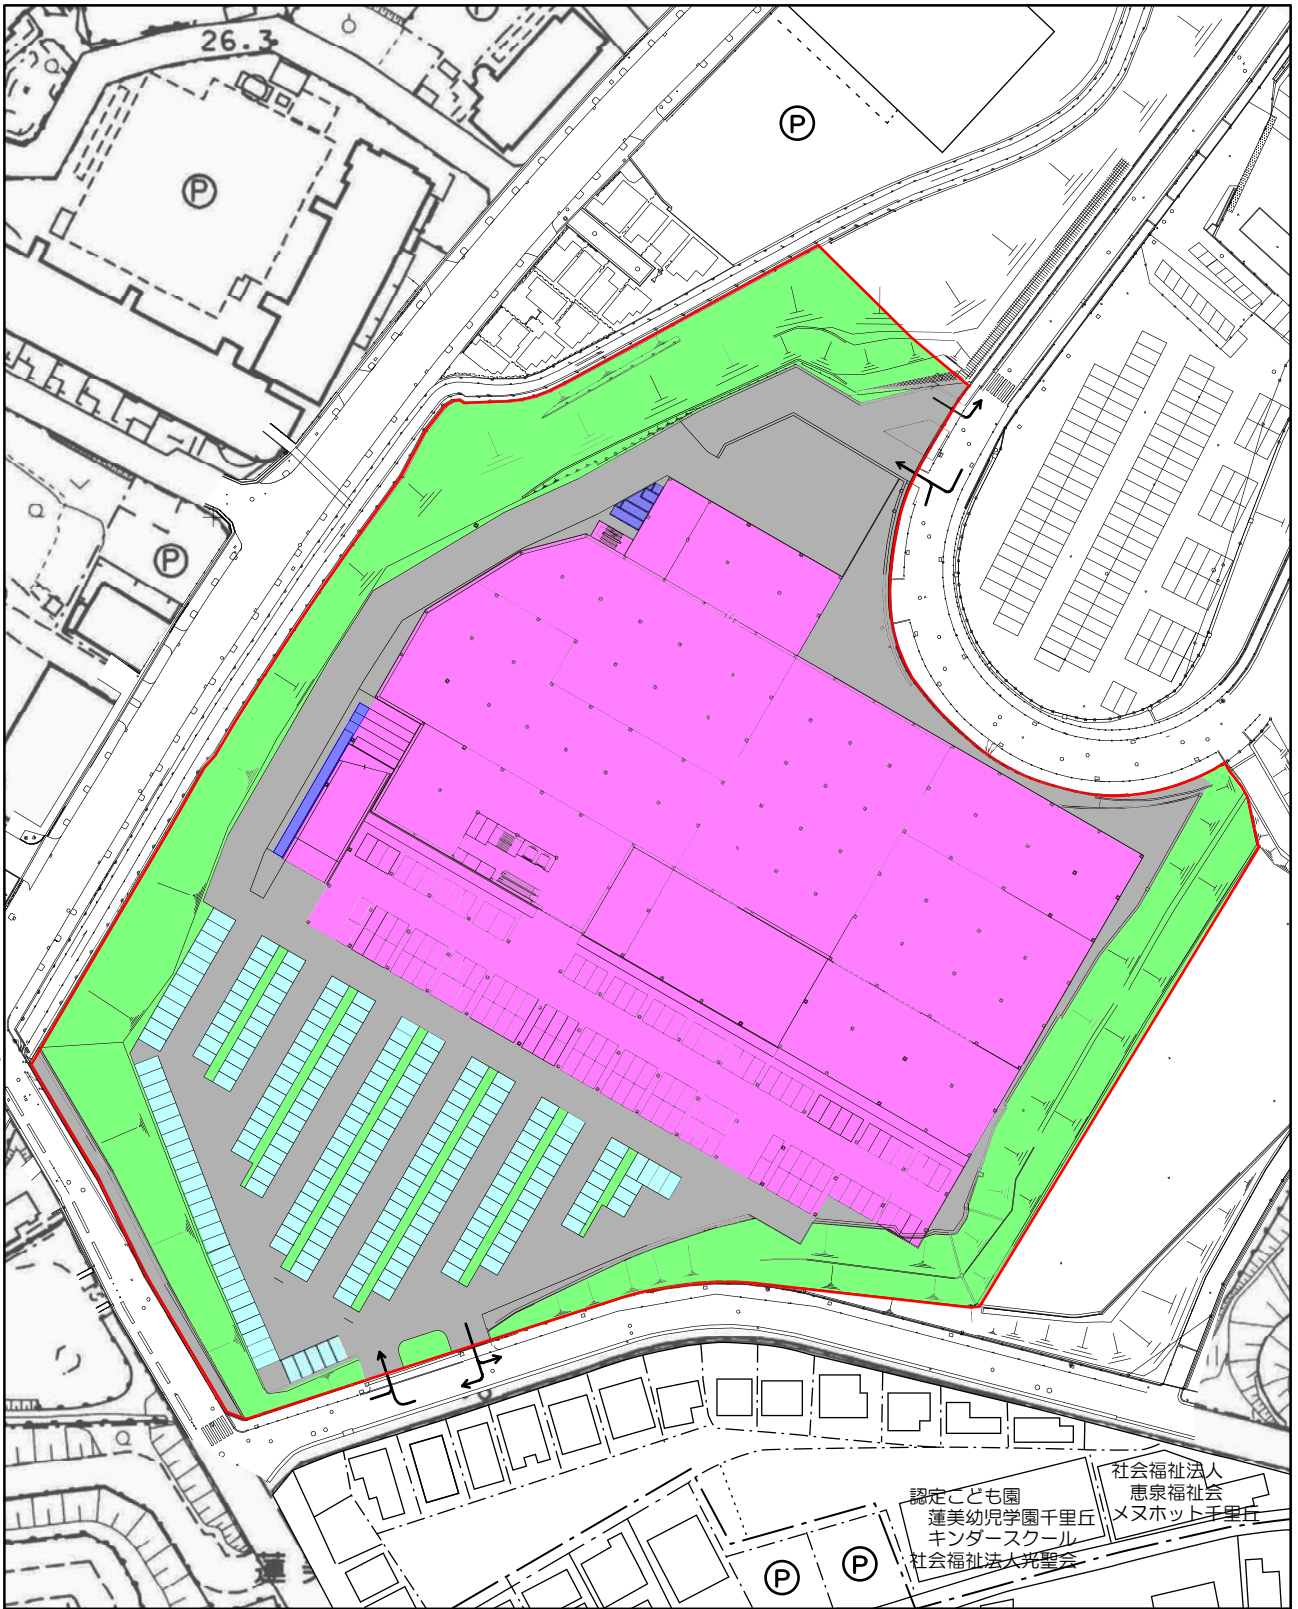 26.3
P
P
P
認定こども園
蓮美幼児学園千里丘
キンダースクール
社会福祉法人光聖会
社会福祉法人
恵泉福祉会
メヌホット千里丘
P
P
蓮